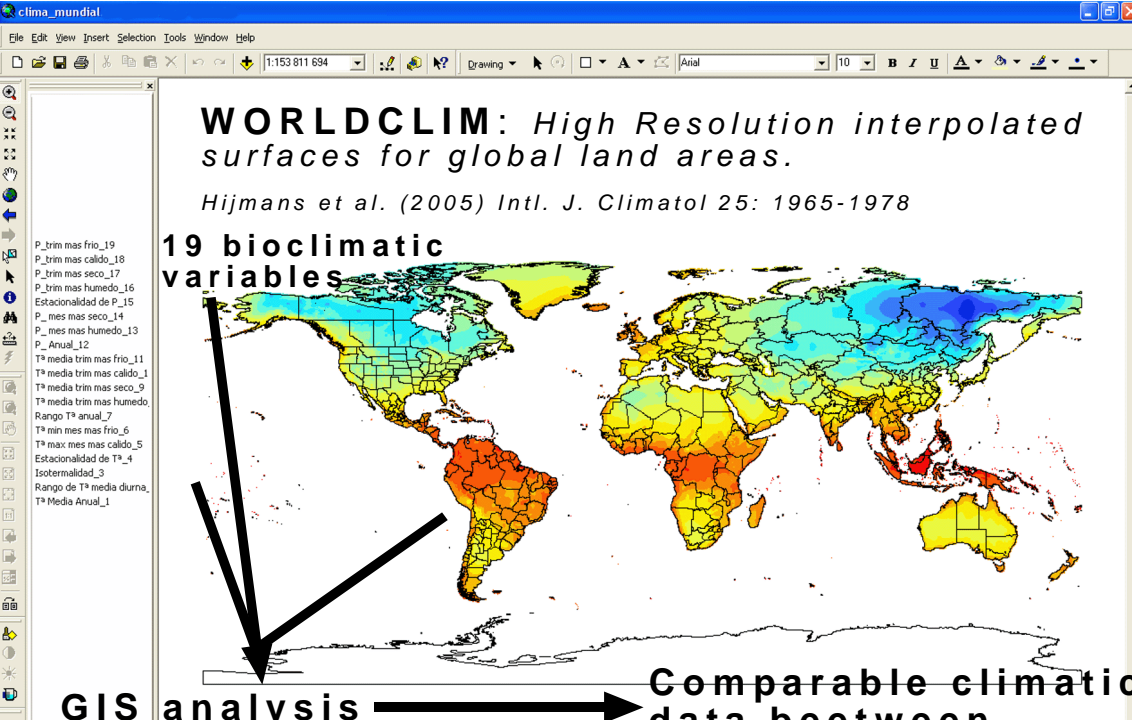 clima_mundial
File Edit View Insert Selection Tools Window Help
1:153 811 694 Drawing A Arial 10 B I U A
WORLDCLIM: High Resolution interpolated
surfaces for global land areas.
Hijmans et al. (2005) Intl. J. Climatol 25: 1965-1978
19 bioclimatic
variables
P_trim mas frio_19
P_trim mas calido_18
P_trim mas seco_17
P_trim mas humedo_16
Estacionalidad de P_15
P_ mes mas seco_14
P_ mes mas humedo_13
P_ Anual_12
Tª media trim mas frio_11
Tª media trim mas calido_1
Tª media trim mas seco_9
Tª media trim mas humedo_
Rango Tª anual_7
Tª min mes mas frio_6
Tª max mes mas calido_5
Estacionalidad de Tª_4
Isotermalidad_3
Rango de Tª media diurna_
Tª Media Anual_1
GIS analysis
Comparable climatic
data beetween